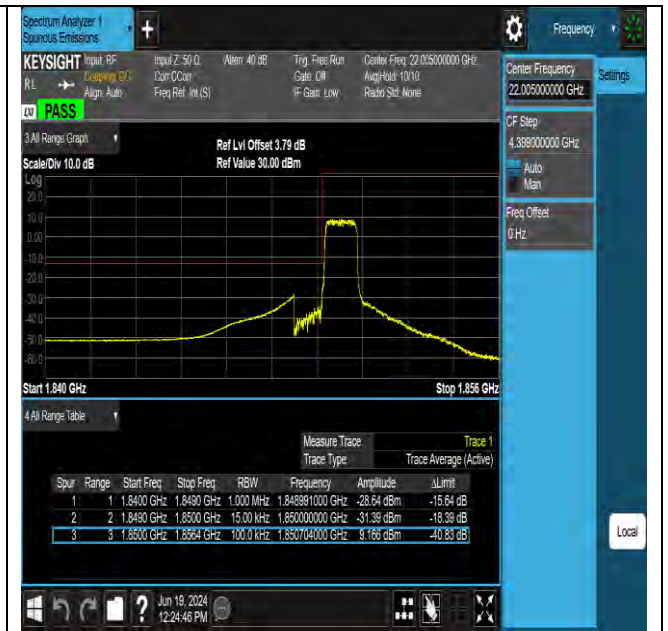 Spectrum Analyzer 1
Spurious Emissions
+
Frequency
KEYSIGHT Input: RF Input Z: 50 Ω Atten: 40 dB Trig: Free Run Center Freq: 22.005000000 GHz
RL Coupling: DC Corr CCorr Gate: Off Avg|Hold: 10/10
Align: Auto Freq Ref: Int (S) IF Gain: Low Radio Std: None
PASS
Center Frequency
22.005000000 GHz
Settings
CF Step
4.399000000 GHz
Auto
Man
Freq Offset
0 Hz
3 All Range Graph
Ref Lvl Offset 3.79 dB
Scale/Div 10.0 dB Ref Value 30.00 dBm
Log
20.0
10.0
0.00
-10.0
-20.0
-30.0
-40.0
-50.0
-60.0
Start 1.840 GHz Stop 1.856 GHz
4 All Range Table
Measure Trace Trace 1
Trace Type Trace Average (Active)
Spur Range Start Freq Stop Freq RBW Frequency Amplitude ΔLimit
1 1 1.8400 GHz 1.8490 GHz 1.000 MHz 1.848991000 GHz -28.64 dBm -15.64 dB
2 2 1.8490 GHz 1.8500 GHz 15.00 kHz 1.850000000 GHz -31.39 dBm -18.39 dB
3 3 1.8500 GHz 1.8564 GHz 100.0 kHz 1.850704000 GHz 9.166 dBm -40.83 dB
Local
? Jun 19, 2024
12:24:46 PM